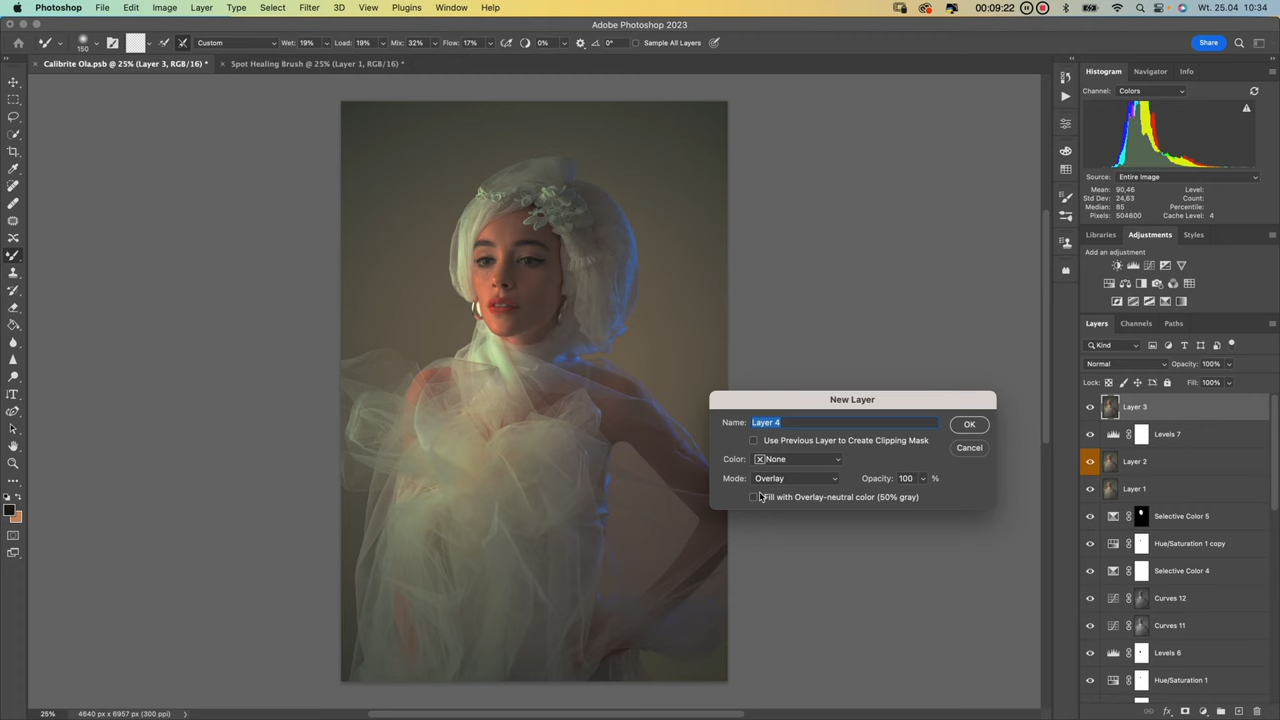 Photoshop File Edit Image Layer Type Select Filter 3D View Plugins Window Help 00:09:22 Wt. 25.04 10:34
Adobe Photoshop 2023
150 Custom Wet: 19% Load: 19% Mix: 32% Flow: 17% 0% 0° Sample All Layers Share
Calibrite Ola.psb @ 25% (Layer 3, RGB/16) * Spot Healing Brush @ 25% (Layer 1, RGB/16) *
Histogram Navigator Info
Channel: Colors
Source: Entire Image
Mean: 90,46 Level:
Std Dev: 24,63 Count:
Median: 85 Percentile:
Pixels: 504600 Cache Level: 4
Libraries Adjustments Styles
Add an adjustment
Layers Channels Paths
Kind
Normal Opacity: 100%
Lock: Fill: 100%
Layer 3
Levels 7
Layer 2
Layer 1
Selective Color 5
Hue/Saturation 1 copy
Selective Color 4
Curves 12
Curves 11
Levels 6
Hue/Saturation 1
New Layer
Name: Layer 4 OK
Use Previous Layer to Create Clipping Mask
Cancel
Color: None
Mode: Overlay Opacity: 100 %
Fill with Overlay-neutral color (50% gray)
25% 4640 px x 6957 px (300 ppi)